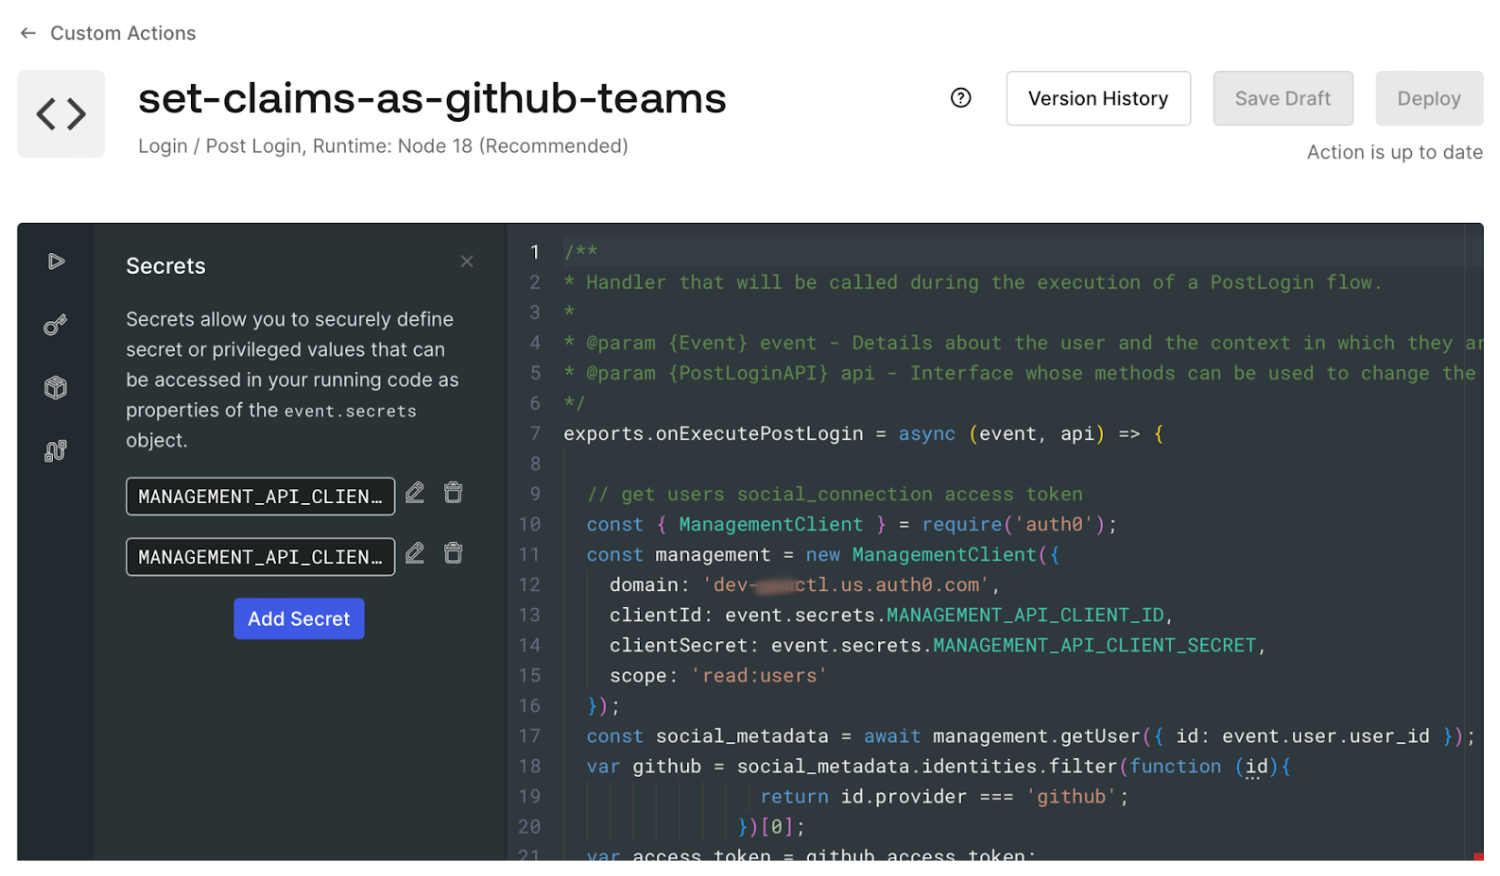 ← Custom Actions
set-claims-as-github-teams
Login / Post Login, Runtime: Node 18 (Recommended)
Version History
Save Draft
Deploy
Action is up to date
Secrets
Secrets allow you to securely define
secret or privileged values that can
be accessed in your running code as
properties of the event.secrets
object.
MANAGEMENT_API_CLIEN…
MANAGEMENT_API_CLIEN…
Add Secret
1 /**
2 * Handler that will be called during the execution of a PostLogin flow.
3 *
4 * @param {Event} event - Details about the user and the context in which they ar
5 * @param {PostLoginAPI} api - Interface whose methods can be used to change the
6 */
7 exports.onExecutePostLogin = async (event, api) => {
8
9 // get users social_connection access token
10 const { ManagementClient } = require('auth0');
11 const management = new ManagementClient({
12 domain: 'dev- ctl.us.auth0.com',
13 clientId: event.secrets.MANAGEMENT_API_CLIENT_ID,
14 clientSecret: event.secrets.MANAGEMENT_API_CLIENT_SECRET,
15 scope: 'read:users'
16 });
17 const social_metadata = await management.getUser({ id: event.user.user_id });
18 var github = social_metadata.identities.filter(function (id){
19 return id.provider === 'github';
20 })[0];
21 var access_token = github.access_token;